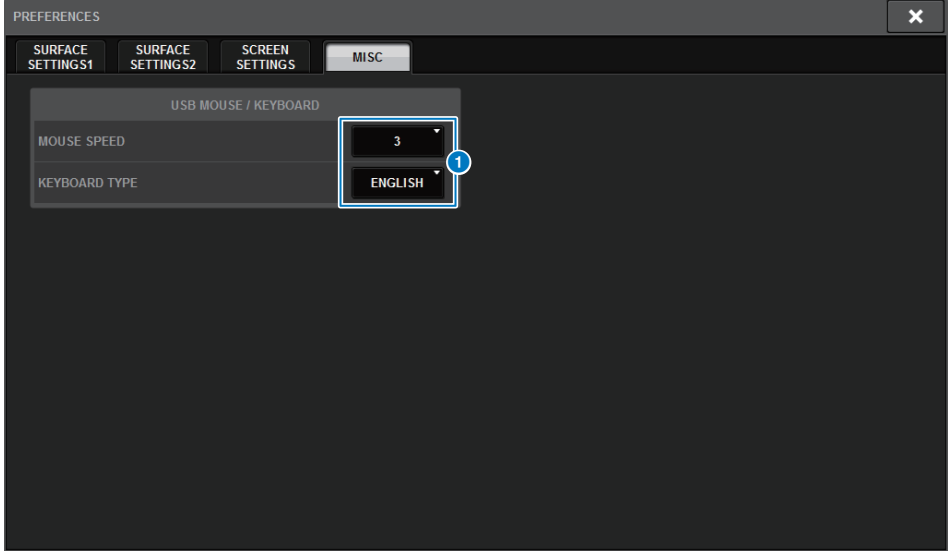 PREFERENCES
SURFACE
SETTINGS1
SURFACE
SETTINGS2
SCREEN
SETTINGS
MISC
USB MOUSE / KEYBOARD
MOUSE SPEED
3
1
KEYBOARD TYPE
ENGLISH